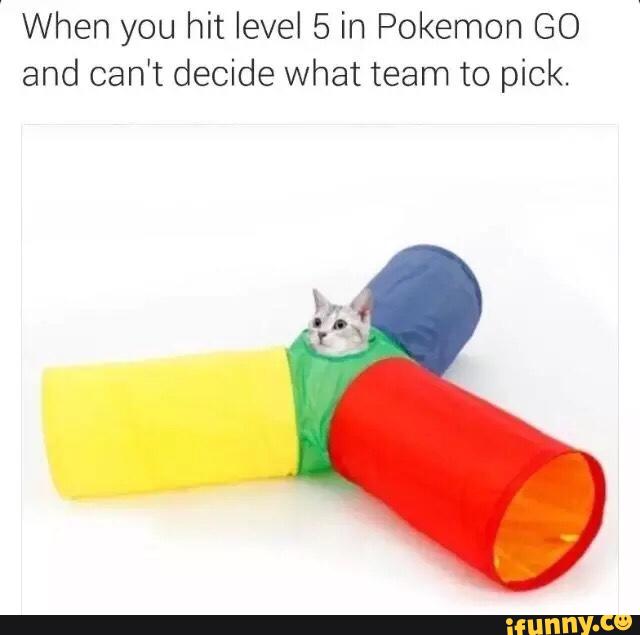 When you hit level 5 in Pokemon GO
and can't decide what team to pick.
ifunny.co